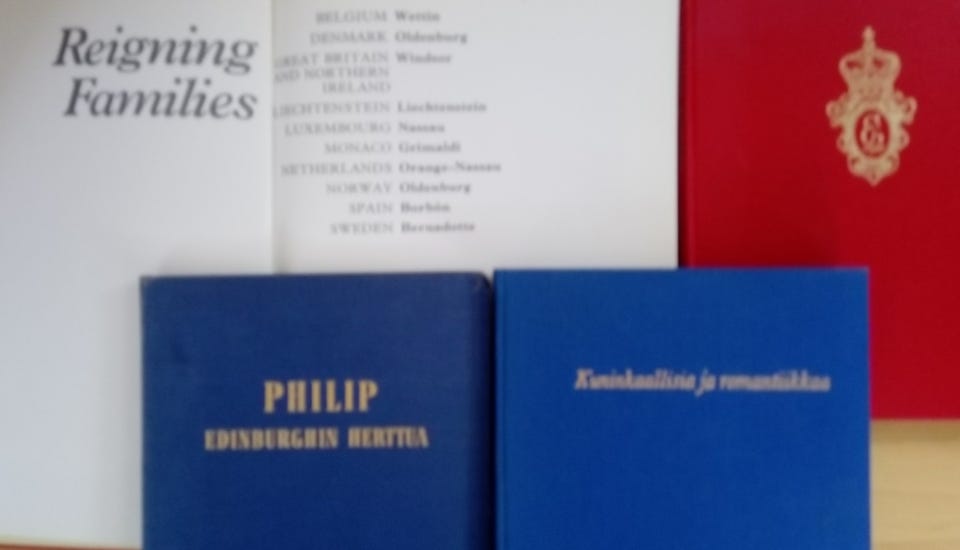 Reigning
Families
BELGIUM Wettin
DENMARK Oldenburg
GREAT BRITAIN Windsor
AND NORTHERN
IRELAND
LIECHTENSTEIN Liechtenstein
LUXEMBOURG Nassau
MONACO Grimaldi
NETHERLANDS Orange-Nassau
NORWAY Oldenburg
SPAIN Borbón
SWEDEN Bernadotte
PHILIP
EDINBURGHIN HERTTUA
Kuninkaallisia ja romantiikkaa